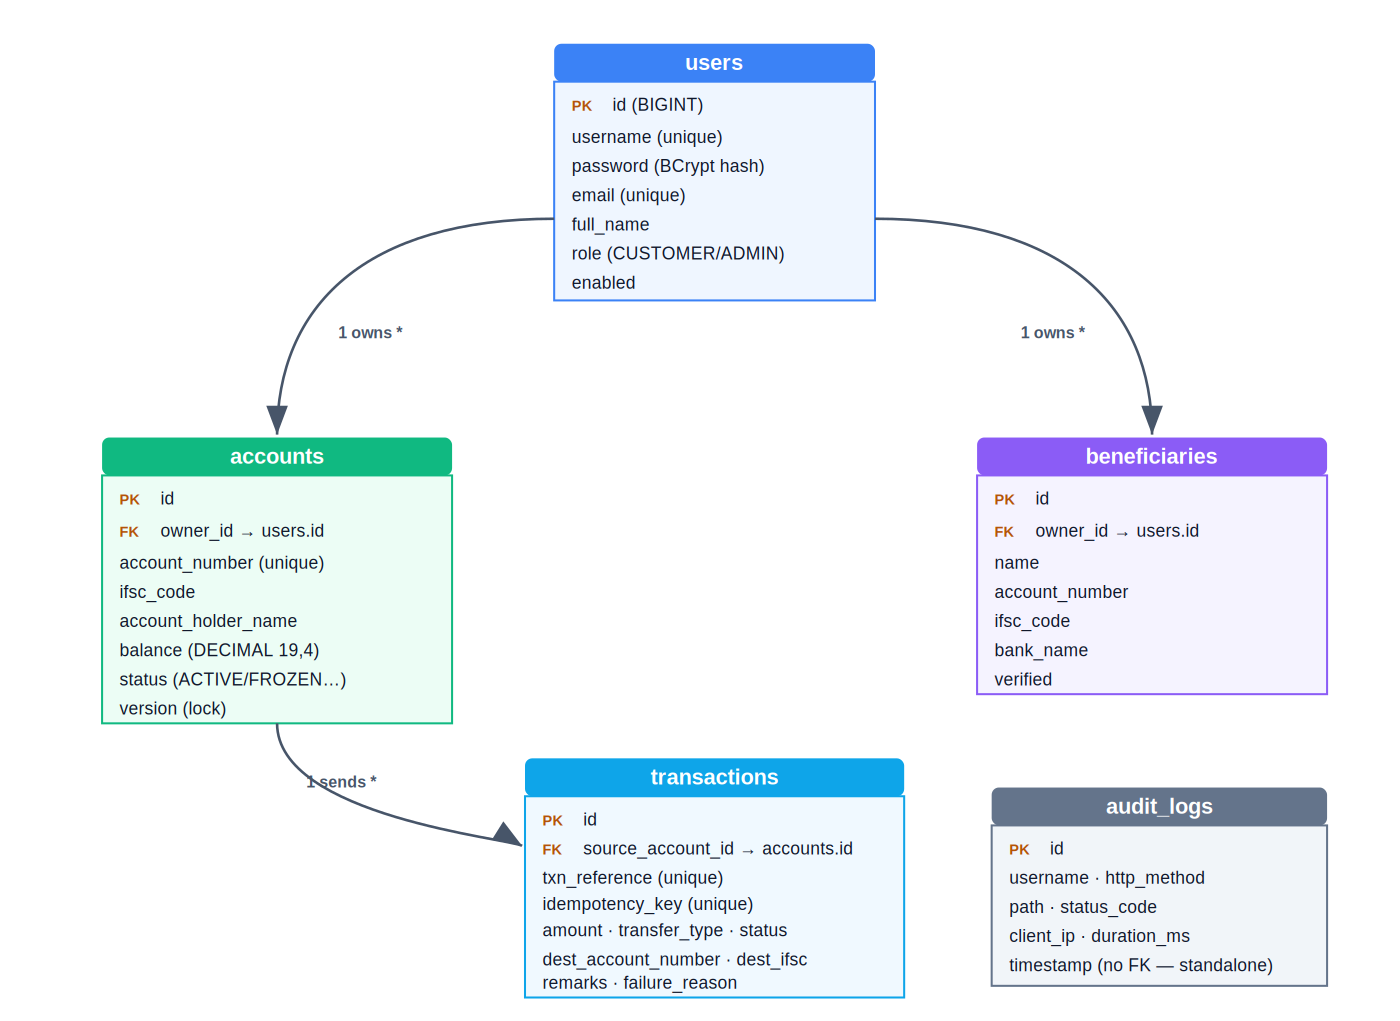 users
PK id (BIGINT)
username (unique)
password (BCrypt hash)
email (unique)
full_name
role (CUSTOMER/ADMIN)
enabled
1 owns *
1 owns *
accounts
PK id
FK owner_id → users.id
account_number (unique)
ifsc_code
account_holder_name
balance (DECIMAL 19,4)
status (ACTIVE/FROZEN…)
version (lock)
beneficiaries
PK id
FK owner_id → users.id
name
account_number
ifsc_code
bank_name
verified
1 sends *
transactions
PK id
FK source_account_id → accounts.id
txn_reference (unique)
idempotency_key (unique)
amount · transfer_type · status
dest_account_number · dest_ifsc
remarks · failure_reason
audit_logs
PK id
username · http_method
path · status_code
client_ip · duration_ms
timestamp (no FK — standalone)